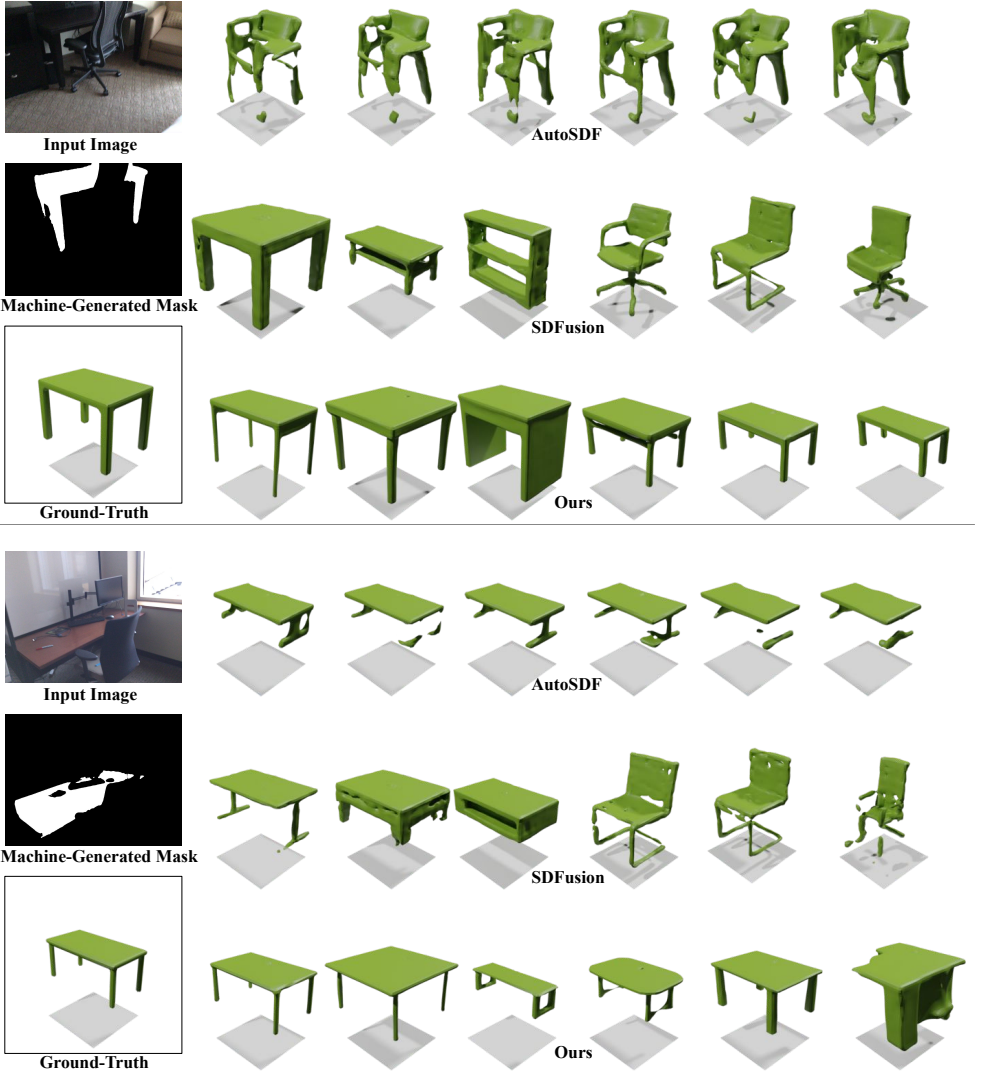 Input Image
AutoSDF
Machine-Generated Mask
SDFusion
Ground-Truth
Ours
Input Image
AutoSDF
Machine-Generated Mask
SDFusion
Ground-Truth
Ours